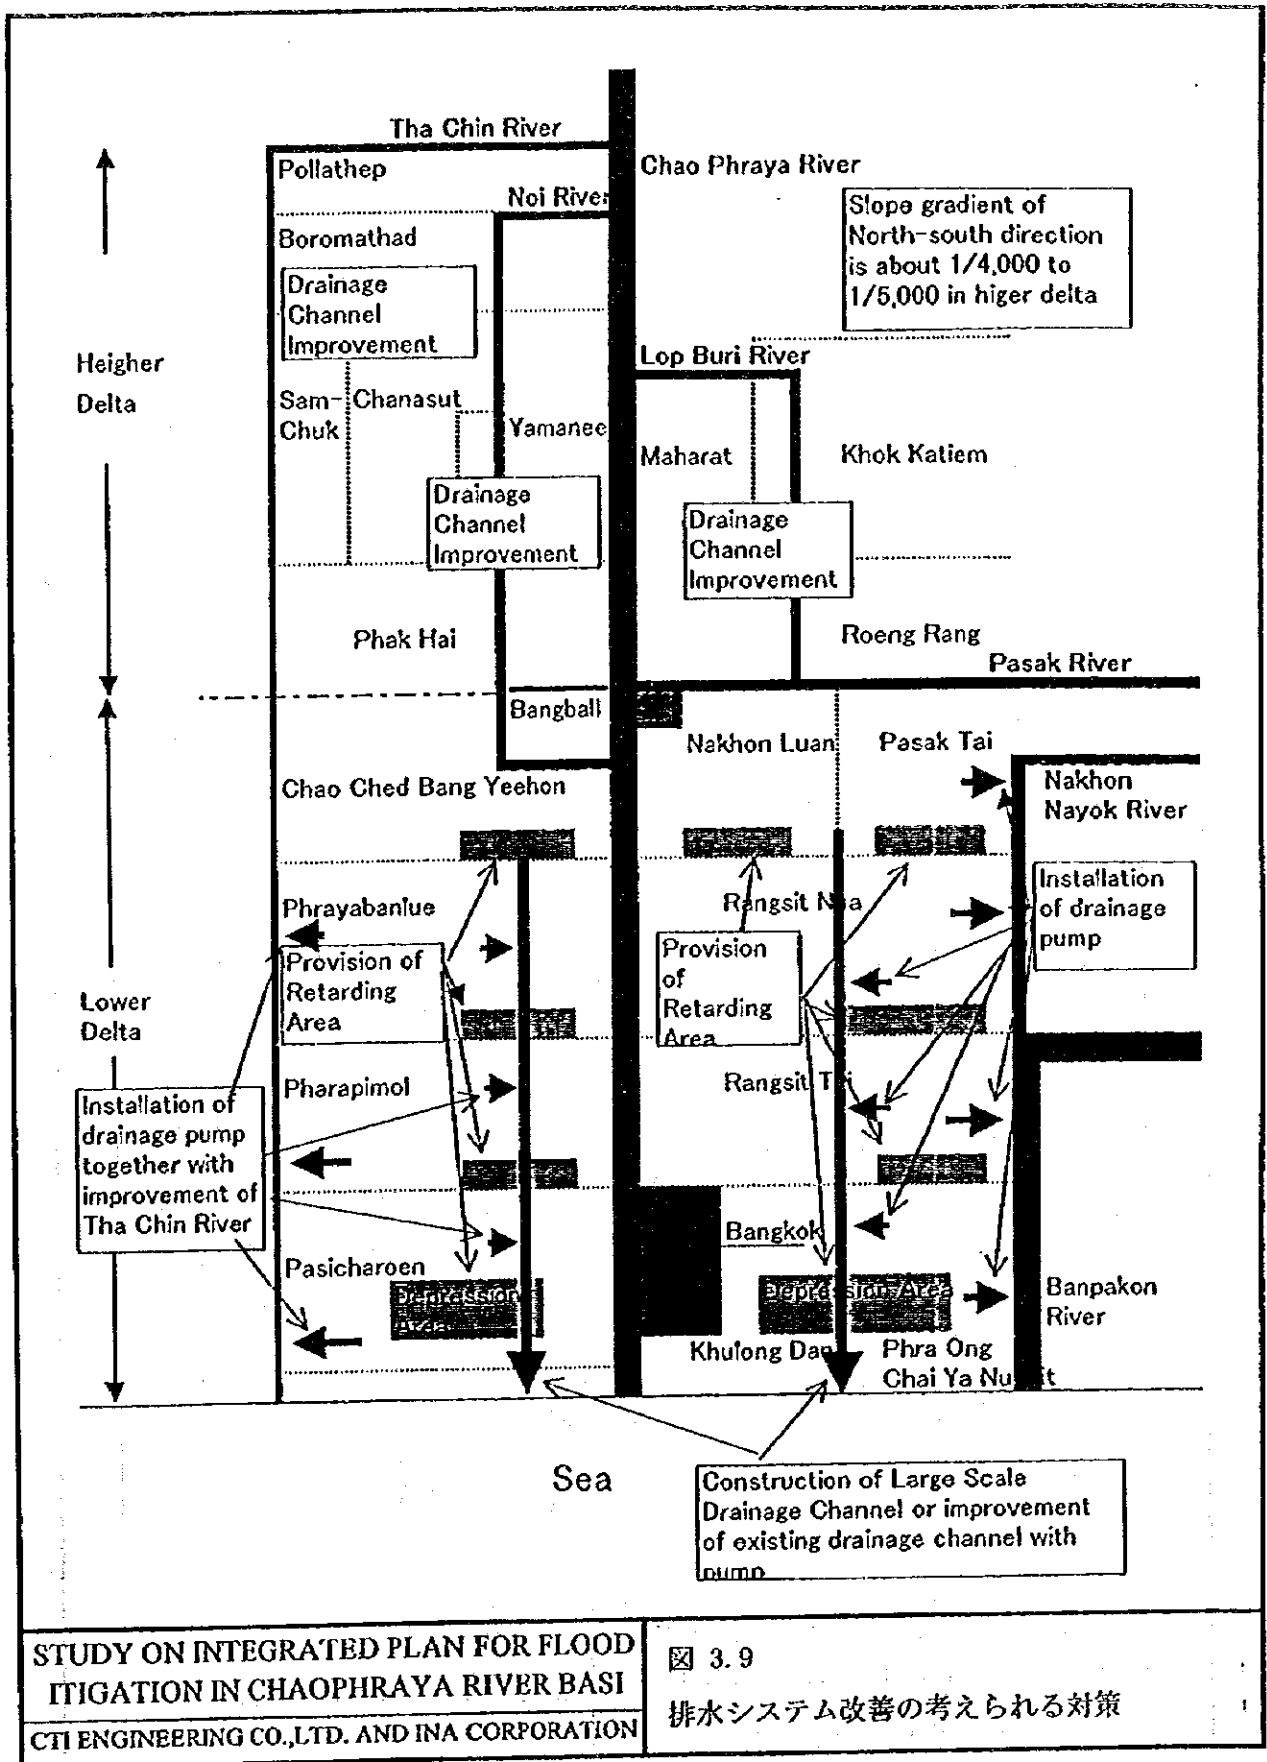 Tha Chin River
Pollathep
Chao Phraya River
Noi River
Slope gradient of
North-south direction
is about 1/4,000 to
1/5,000 in higer delta
Boromathad
Drainage
Channel
Improvement
Lop Buri River
Heigher
Delta
Sam-
Chuk
Chanasut
Yamanee
Maharat
Khok Katiem
Drainage
Channel
Improvement
Drainage
Channel
Improvement
Phak Hai
Roeng Rang
Pasak River
Bangball
Nakhon Luan
Pasak Tai
Chao Ched Bang Yeehon
Nakhon
Nayok River
Phrayabanlue
Rangsit
Installation
of drainage
pump
Provision of
Retarding
Area
Provision
of
Retarding
Area
Lower
Delta
Pharapimol
Rangsit
Installation of
drainage pump
together with
improvement of
Tha Chin River
Bangkok
Pasicharoen
Depression
Area
Depression Area
Banpakon
River
Khulong Dan
Phra Ong
Chai Ya Nu it
Sea
Construction of Large Scale
Drainage Channel or improvement
of existing drainage channel with
pump
STUDY ON INTEGRATED PLAN FOR FLOOD
ITIGATION IN CHAOPHRAYA RIVER BASI
CTI ENGINEERING CO.,LTD. AND INA CORPORATION
図 3.9
排水システム改善の考えられる対策